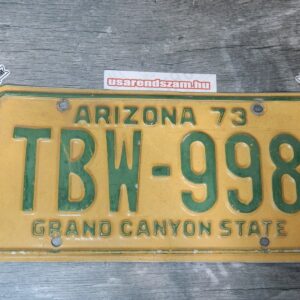 usarendszam.hu
ARIZONA 73
TBW-998
GRAND CANYON STATE